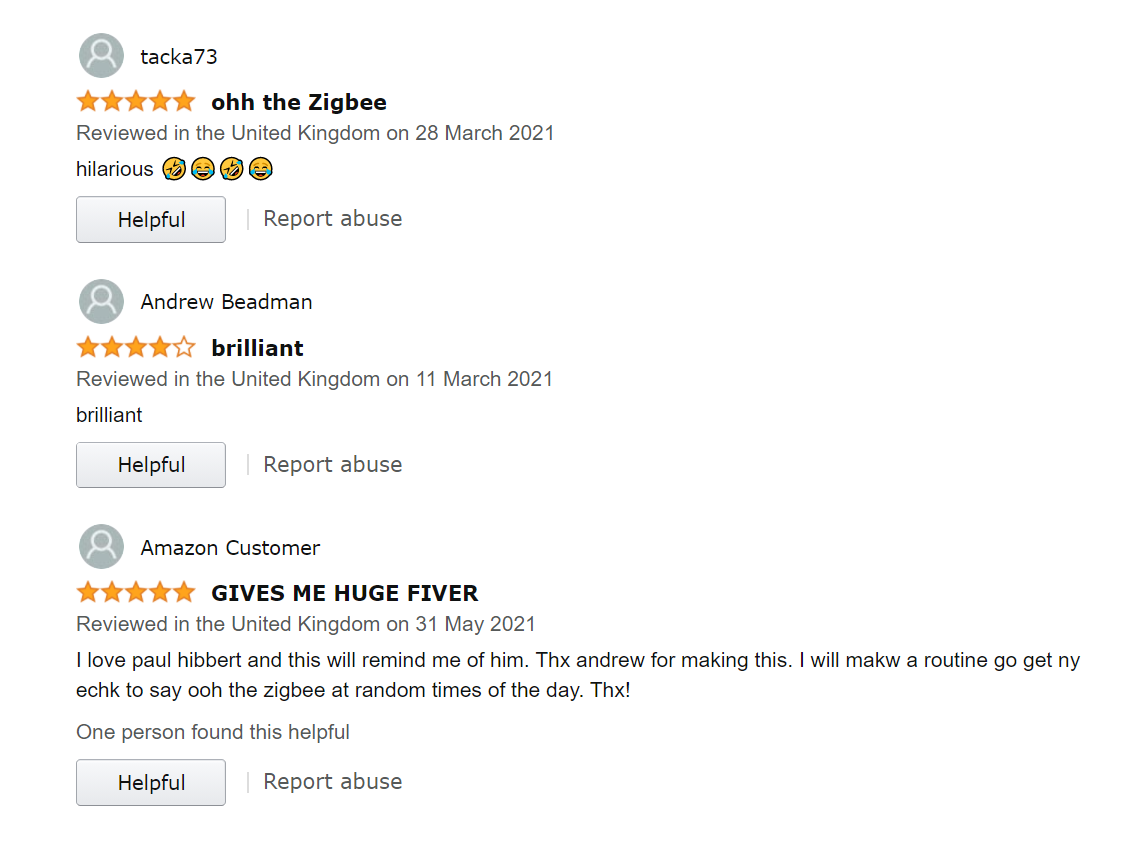 tacka73
ohh the Zigbee
Reviewed in the United Kingdom on 28 March 2021
hilarious 🤣😂🤣😂
Helpful | Report abuse
Andrew Beadman
brilliant
Reviewed in the United Kingdom on 11 March 2021
brilliant
Helpful | Report abuse
Amazon Customer
GIVES ME HUGE FIVER
Reviewed in the United Kingdom on 31 May 2021
I love paul hibbert and this will remind me of him. Thx andrew for making this. I will makw a routine go get ny
echk to say ooh the zigbee at random times of the day. Thx!
One person found this helpful
Helpful | Report abuse